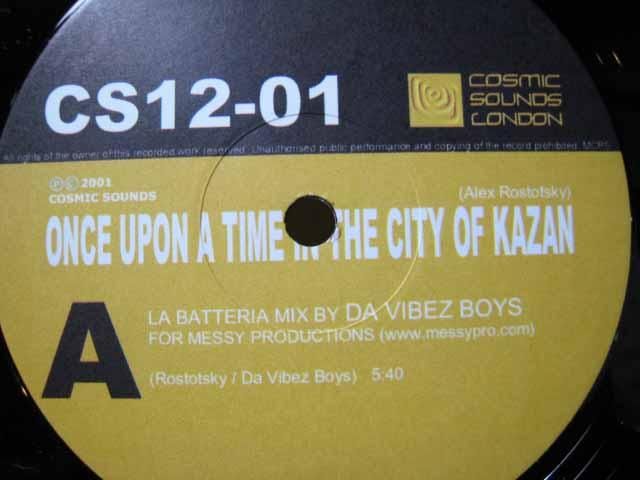 CS12-01
COSMIC
SOUNDS
LONDON
All rights of the owner of this recorded work reserved. Unauthorised public performance and copying of the record prohibited. MCPS
℗ © 2001
COSMIC SOUNDS
(Alex Rostotsky)
ONCE UPON A TIME IN THE CITY OF KAZAN
A
LA BATTERIA MIX BY DA VIBEZ BOYS
FOR MESSY PRODUCTIONS (www.messypro.com)
(Rostotsky / Da Vibez Boys) 5:40